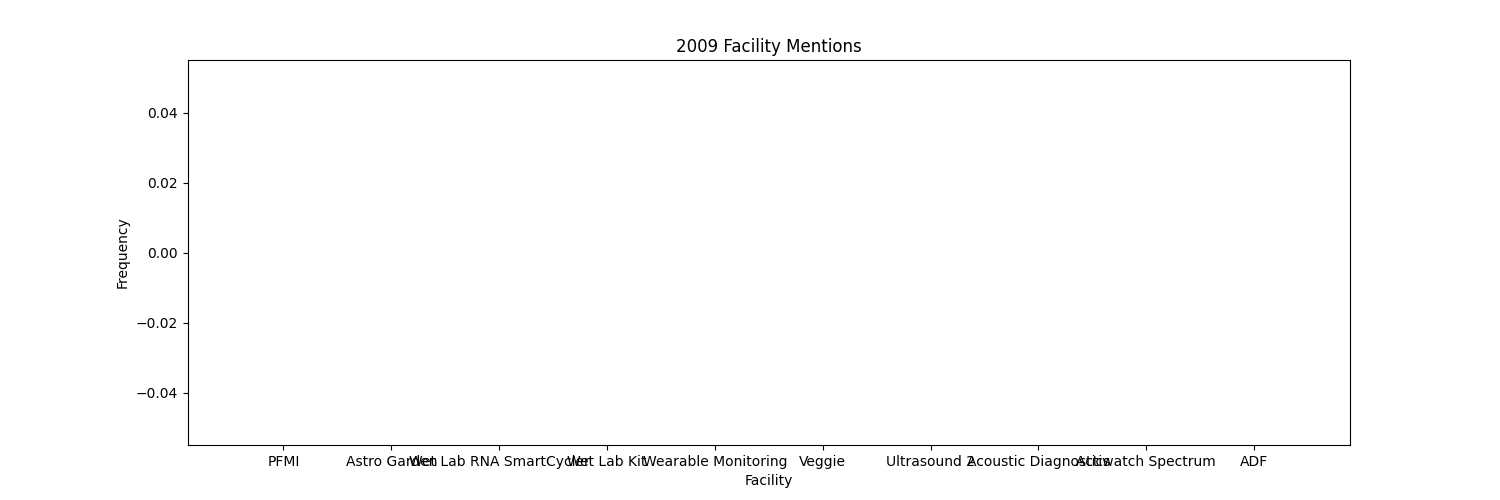 2009 Facility Mentions
0.04
0.02
0.00
−0.02
−0.04
Frequency
PFMI Astro Garden Wet Lab RNA SmartCycler Wet Lab Kit Wearable Monitoring Veggie Ultrasound 2 Acoustic Diagnostics Actiwatch Spectrum ADF
Facility